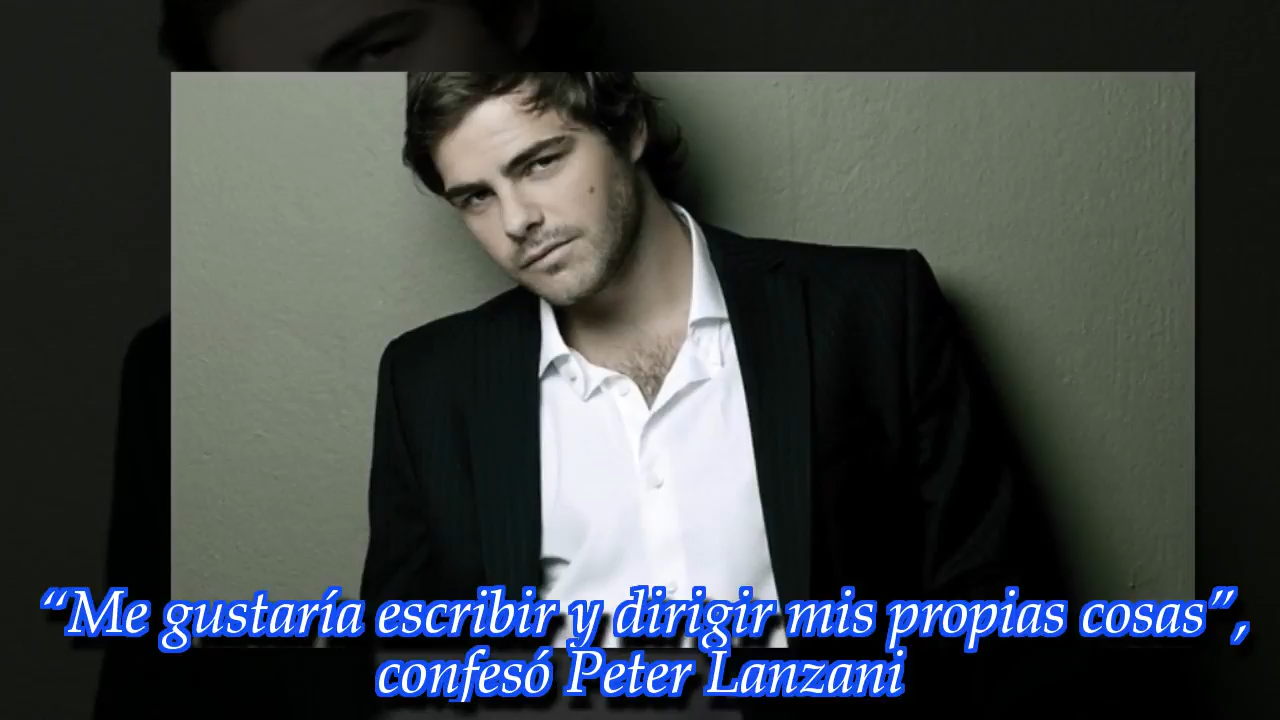 “Me gustaría escribir y dirigir mis propias cosas”,
confesó Peter Lanzani